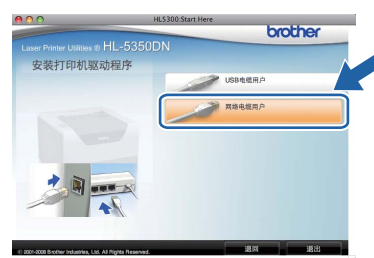 HL5300:Start Here
brother
Laser Printer Utilities ® HL-5350DN
安装打印机驱动程序
USB电缆用户
网络电缆用户
© 2001-2008 Brother Industries, Ltd. All Rights Reserved.
退回
退出